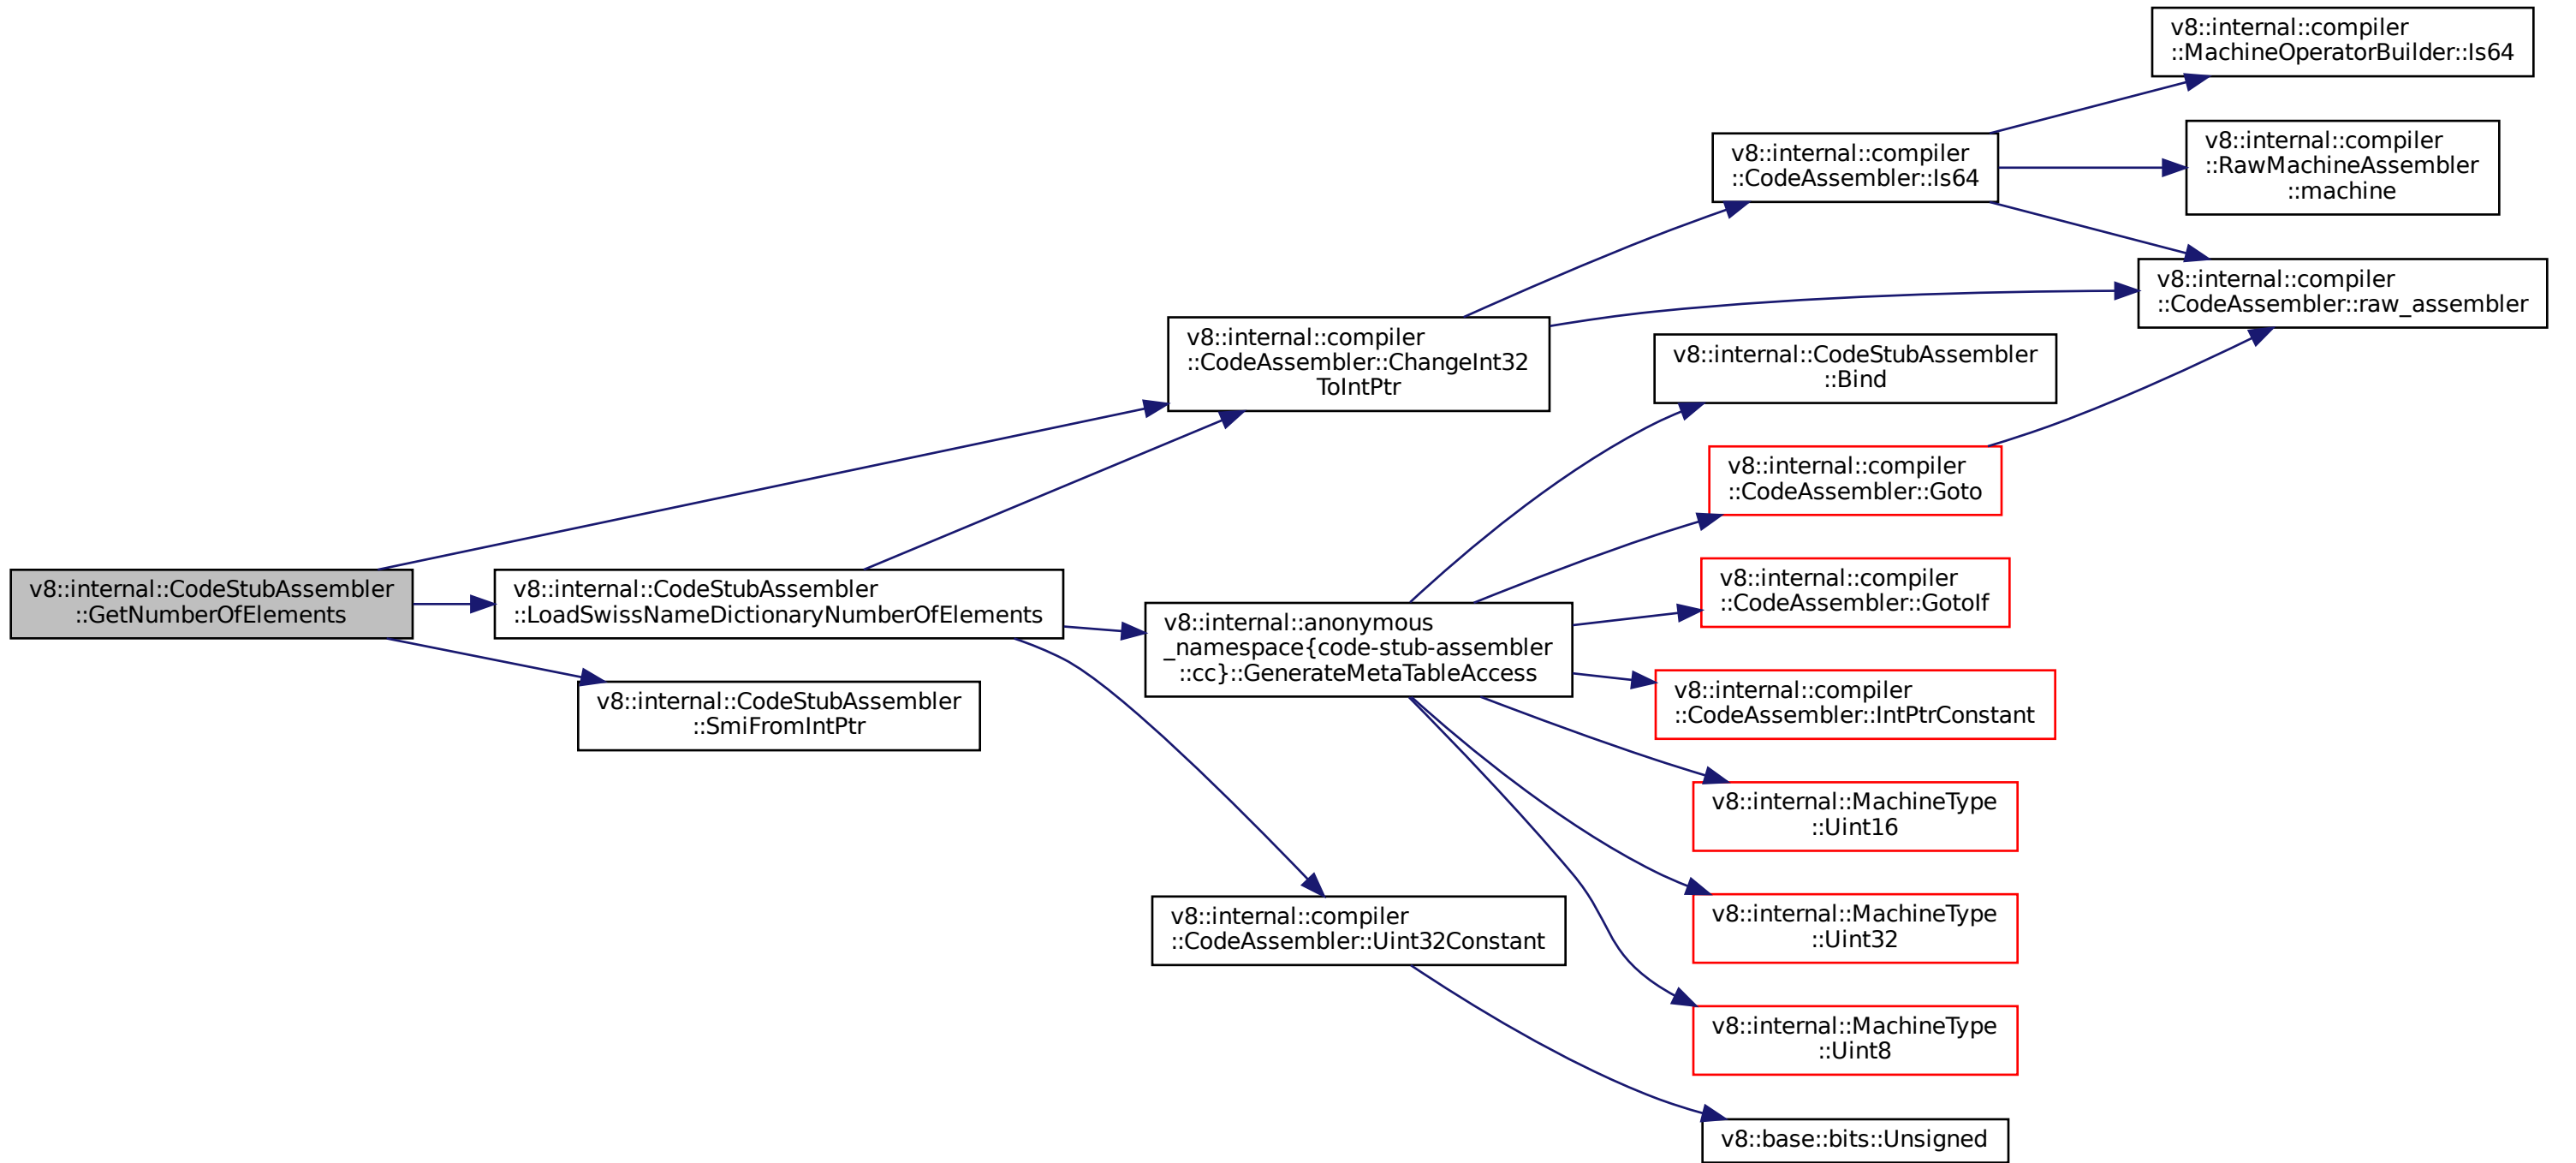 v8::internal::CodeStubAssembler
::GetNumberOfElements
v8::internal::CodeStubAssembler
::LoadSwissNameDictionaryNumberOfElements
v8::internal::CodeStubAssembler
::SmiFromIntPtr
v8::internal::compiler
::CodeAssembler::ChangeInt32
ToIntPtr
v8::internal::anonymous
_namespace{code-stub-assembler
::cc}::GenerateMetaTableAccess
v8::internal::compiler
::CodeAssembler::Uint32Constant
v8::internal::compiler
::CodeAssembler::Is64
v8::internal::CodeStubAssembler
::Bind
v8::internal::compiler
::CodeAssembler::Goto
v8::internal::compiler
::CodeAssembler::GotoIf
v8::internal::compiler
::CodeAssembler::IntPtrConstant
v8::internal::MachineType
::Uint16
v8::internal::MachineType
::Uint32
v8::internal::MachineType
::Uint8
v8::base::bits::Unsigned
v8::internal::compiler
::MachineOperatorBuilder::Is64
v8::internal::compiler
::RawMachineAssembler
::machine
v8::internal::compiler
::CodeAssembler::raw_assembler